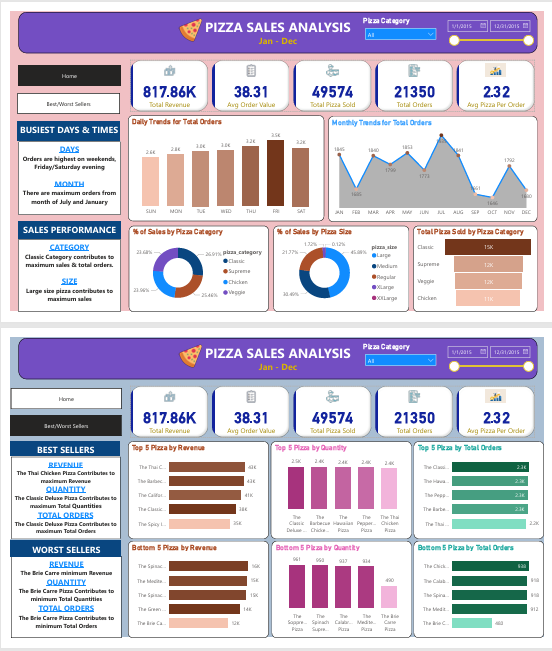 PIZZA SALES ANALYSIS
Jan - Dec
Pizza Category
All
1/1/2015
12/31/2015
Home
Best/Worst Sellers
817.86K
Total Revenue
38.31
Avg Order Value
49574
Total Pizza Sold
21350
Total Orders
2.32
Avg Pizza Per Order
BUSIEST DAYS & TIMES
DAYS
Orders are highest on weekends,
Friday/Saturday evening
MONTH
There are maximum orders from
month of July and January
Daily Trends for Total Orders
2.6K 2.8K 3.0K 3.0K 3.2K 3.5K 3.2K
SUN MON TUE WED THU FRI SAT
Monthly Trends for Total Orders
1845 1685 1840 1799 1853 1773 1841 1792 1680
JAN FEB MAR APR MAY JUN JUL AUG SEP OCT NOV DEC
SALES PERFORMANCE
CATEGORY
Classic Category contributes to
maximum sales & total orders.
SIZE
Large size pizza contributes to
maximum sales
% of Sales by Pizza Category
23.68% 26.91% 23.96% 25.46%
pizza_category
Classic
Supreme
Chicken
Veggie
% of Sales by Pizza Size
1.72% 0.12%
21.77% 45.89%
30.49%
pizza_size
Large
Medium
Regular
XLarge
XXLarge
Total Pizza Sold by Pizza Category
Classic 15K
Supreme 12K
Veggie 12K
Chicken 11K
PIZZA SALES ANALYSIS
Jan - Dec
Pizza Category
All
1/1/2015
12/31/2015
Home
Best/Worst Sellers
817.86K
Total Revenue
38.31
Avg Order Value
49574
Total Pizza Sold
21350
Total Orders
2.32
Avg Pizza Per Order
BEST SELLERS
REVENUE
The Thai Chicken Pizza Contributes to
maximum Revenue
QUANTITY
The Classic Deluxe Pizza Contributes to
maximum Total Quantities
TOTAL ORDERS
The Classic Deluxe Pizza Contributes to
maximum Total Orders
Top 5 Pizza by Revenue
The Thai C... 43K
The Barbec... 43K
The Califor... 41K
The Classic... 38K
The Spicy I... 35K
Top 5 Pizza by Quantity
2.5K 2.4K 2.4K 2.4K 2.4K
The Classic Deluxe...
The Barbecue Chicke...
The Hawaiian Pizza
The Pepper... Pizza
The Thai Chicken Pizza
Top 5 Pizza by Total Orders
The Classi... 2.3K
The Hawa... 2.3K
The Pepp... 2.3K
The Barbe... 2.3K
The Thai ... 2.2K
WORST SELLERS
REVENUE
The Brie Carre minimum Revenue
QUANTITY
The Brie Carre Pizza Contributes to
minimum Total Quantities
TOTAL ORDERS
The Brie Carre Pizza Contributes to
minimum Total Orders
Bottom 5 Pizza by Revenue
The Spinac... 16K
The Medite... 15K
The Spinac... 15K
The Green ... 14K
The Brie Ca... 12K
Bottom 5 Pizza by Quantity
961 950 937 934 490
The Soppre... Pizza
The Spinach Supre...
The Calabr... Pizza
The Medite... Pizza
The Brie Carre Pizza
Bottom 5 Pizza by Total Orders
The Chick... 938
The Calab... 918
The Spina... 918
The Medit... 912
The Brie C... 482